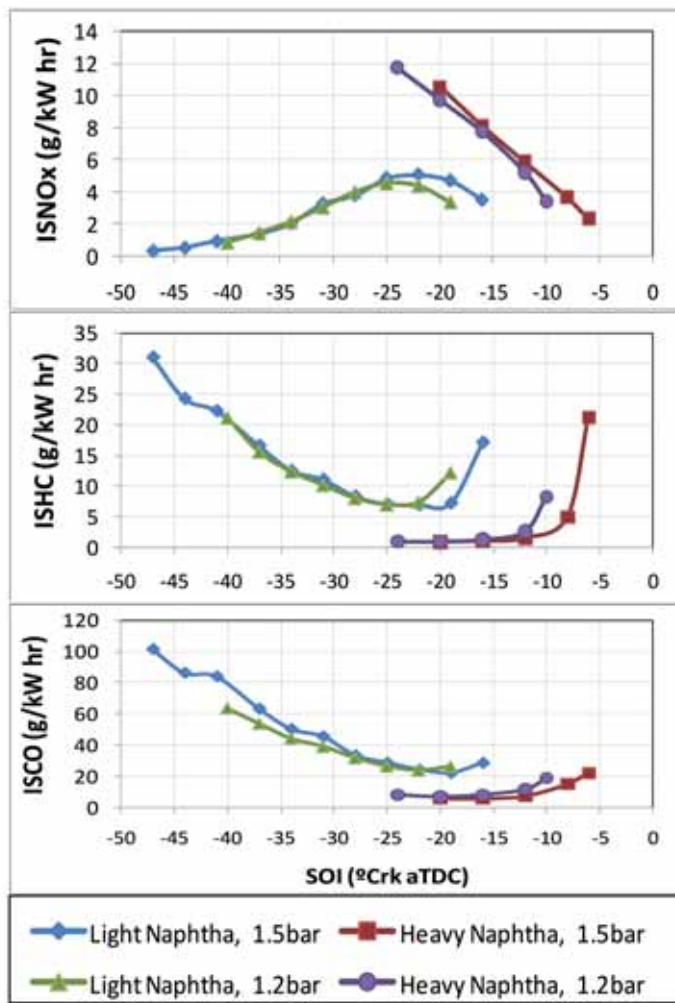 ISNOx (g/kW hr)
14
12
10
8
6
4
2
0
-50 -45 -40 -35 -30 -25 -20 -15 -10 -5 0
ISHC (g/kW hr)
35
30
25
20
15
10
5
0
-50 -45 -40 -35 -30 -25 -20 -15 -10 -5 0
ISCO (g/kW hr)
120
100
80
60
40
20
0
-50 -45 -40 -35 -30 -25 -20 -15 -10 -5 0
SOI (ºCrk aTDC)
Light Naphtha, 1.5bar Heavy Naphtha, 1.5bar
Light Naphtha, 1.2bar Heavy Naphtha, 1.2bar